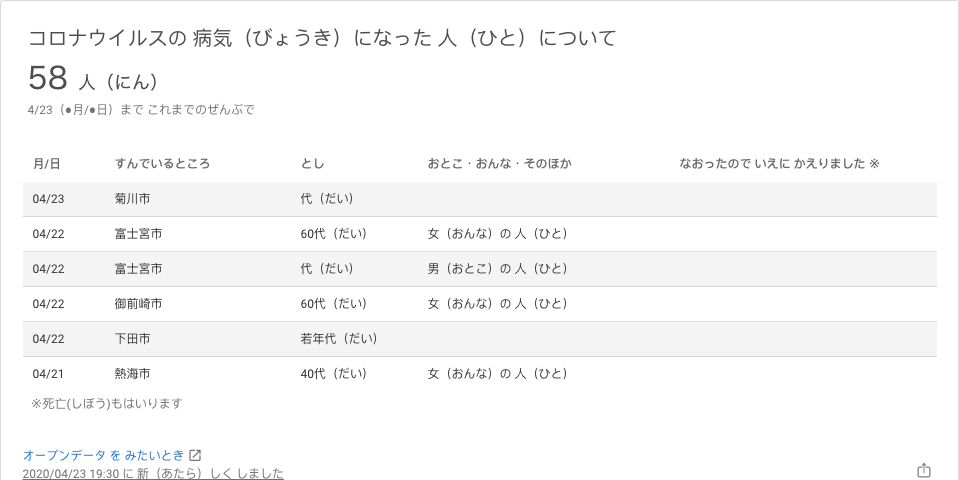 コロナウイルスの 病気（びょうき）になった 人（ひと）について
58 人（にん）
4/23（●月/●日）まで これまでのぜんぶで
月/日 すんでいるところ とし おとこ・おんな・そのほか なおったので いえに かえりました ※
04/23 菊川市 代（だい）
04/22 富士宮市 60代（だい） 女（おんな）の 人（ひと）
04/22 富士宮市 代（だい） 男（おとこ）の 人（ひと）
04/22 御前崎市 60代（だい） 女（おんな）の 人（ひと）
04/22 下田市 若年代（だい）
04/21 熱海市 40代（だい） 女（おんな）の 人（ひと）
※死亡(しぼう)もはいります
オープンデータ を みたいとき
2020/04/23 19:30 に 新（あたら）しく しました